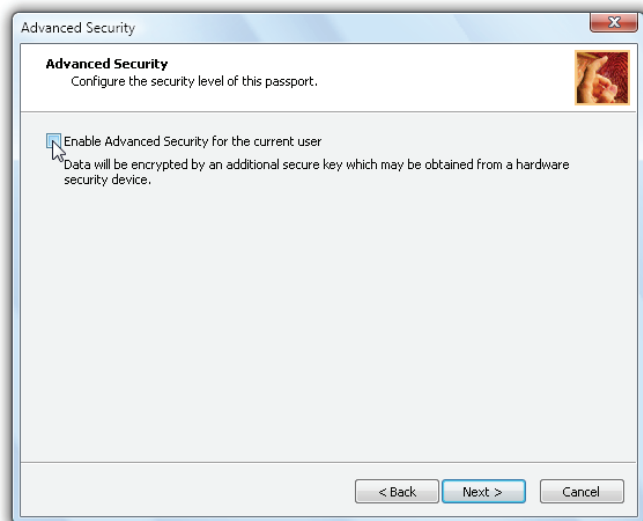 Advanced Security
Advanced Security
Configure the security level of this passport.
Enable Advanced Security for the current user
Data will be encrypted by an additional secure key which may be obtained from a hardware
security device.
< Back
Next >
Cancel